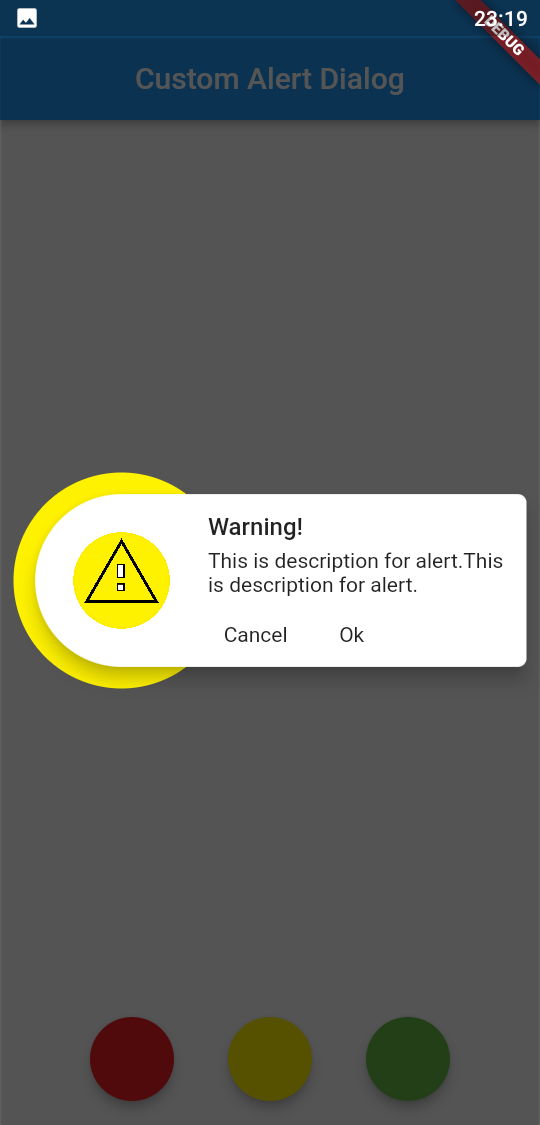 23:19
DEBUG
Custom Alert Dialog
Warning!
This is description for alert.This
is description for alert.
Cancel Ok